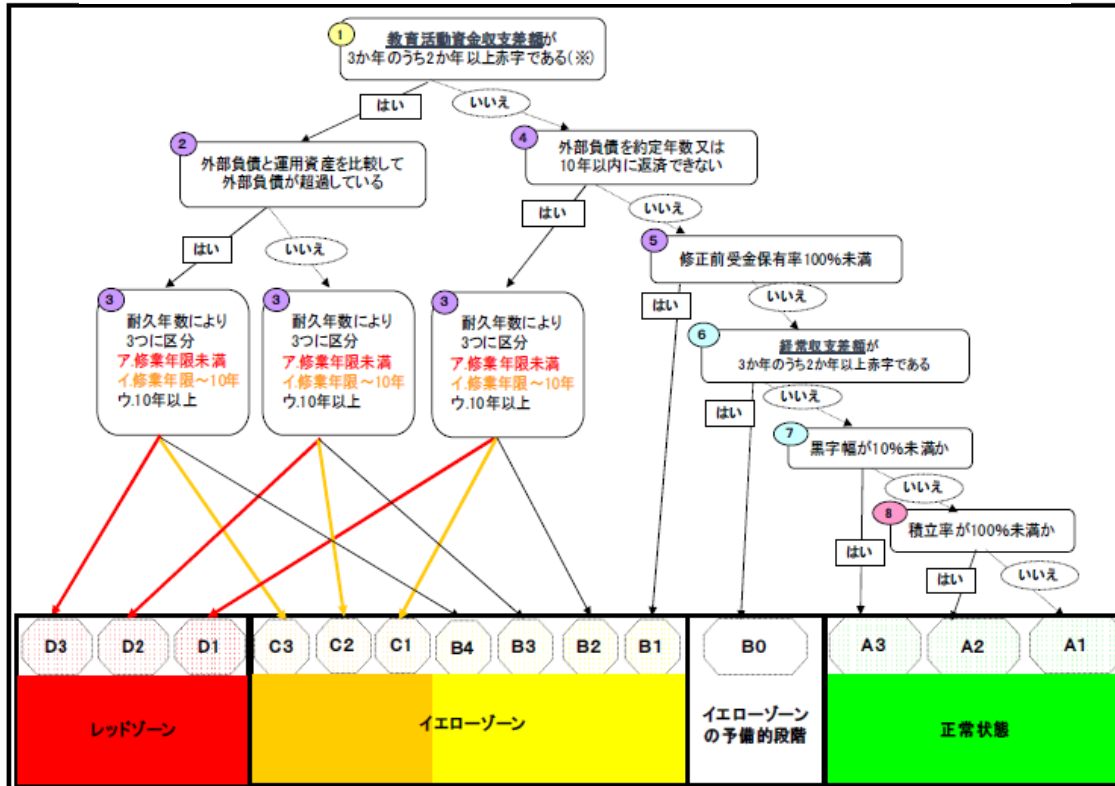 1
教育活動資金収支差額が
3か年のうち2か年以上赤字である(※)
はい
いいえ
2
外部負債と運用資産を比較して
外部負債が超過している
4
外部負債を約定年数又は
10年以内に返済できない
はい
いいえ
はい
いいえ
5
修正前受金保有率100%未満
3
耐久年数により
3つに区分
ア.修業年限未満
イ.修業年限～10年
ウ.10年以上
3
耐久年数により
3つに区分
ア.修業年限未満
イ.修業年限～10年
ウ.10年以上
3
耐久年数により
3つに区分
ア.修業年限未満
イ.修業年限～10年
ウ.10年以上
はい
いいえ
6
経常収支差額が
3か年のうち2か年以上赤字である
はい
いいえ
7
黒字幅が10%未満か
はい
いいえ
8
積立率が100%未満か
はい
いいえ
D3
D2
D1
C3
C2
C1
B4
B3
B2
B1
B0
A3
A2
A1
レッドゾーン
イエローゾーン
イエローゾーン
の予備的段階
正常状態